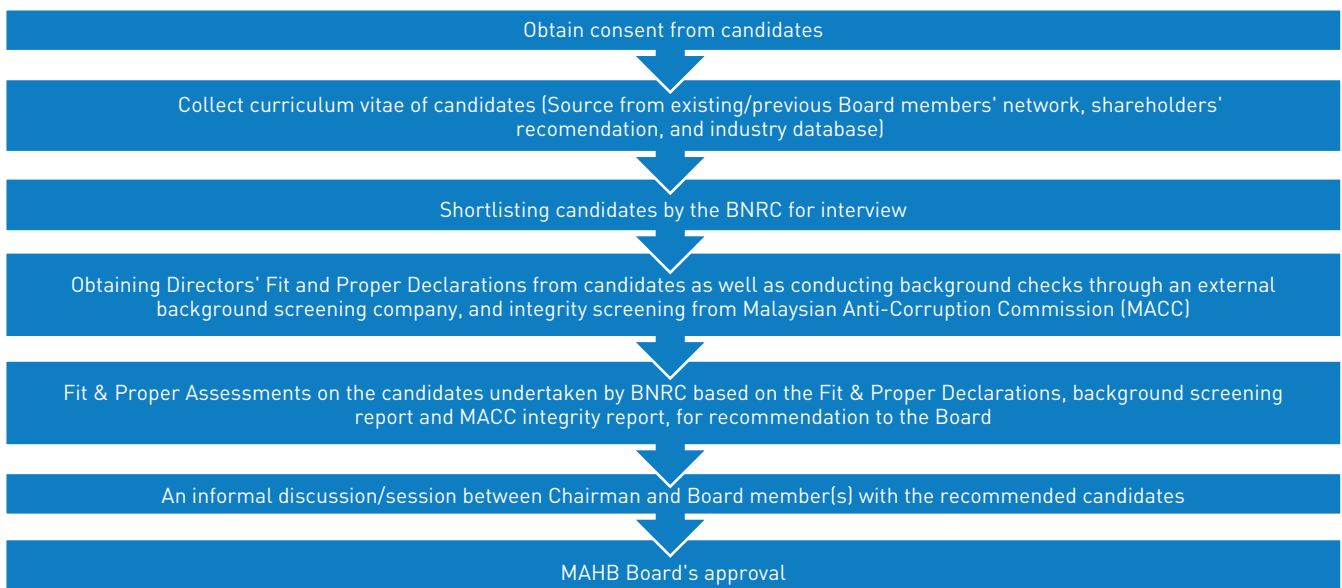 Obtain consent from candidates
Collect curriculum vitae of candidates (Source from existing/previous Board members' network, shareholders'
recomendation, and industry database)
Shortlisting candidates by the BNRC for interview
Obtaining Directors' Fit and Proper Declarations from candidates as well as conducting background checks through an external
background screening company, and integrity screening from Malaysian Anti-Corruption Commission (MACC)
Fit & Proper Assessments on the candidates undertaken by BNRC based on the Fit & Proper Declarations, background screening
report and MACC integrity report, for recommendation to the Board
An informal discussion/session between Chairman and Board member(s) with the recommended candidates
MAHB Board's approval